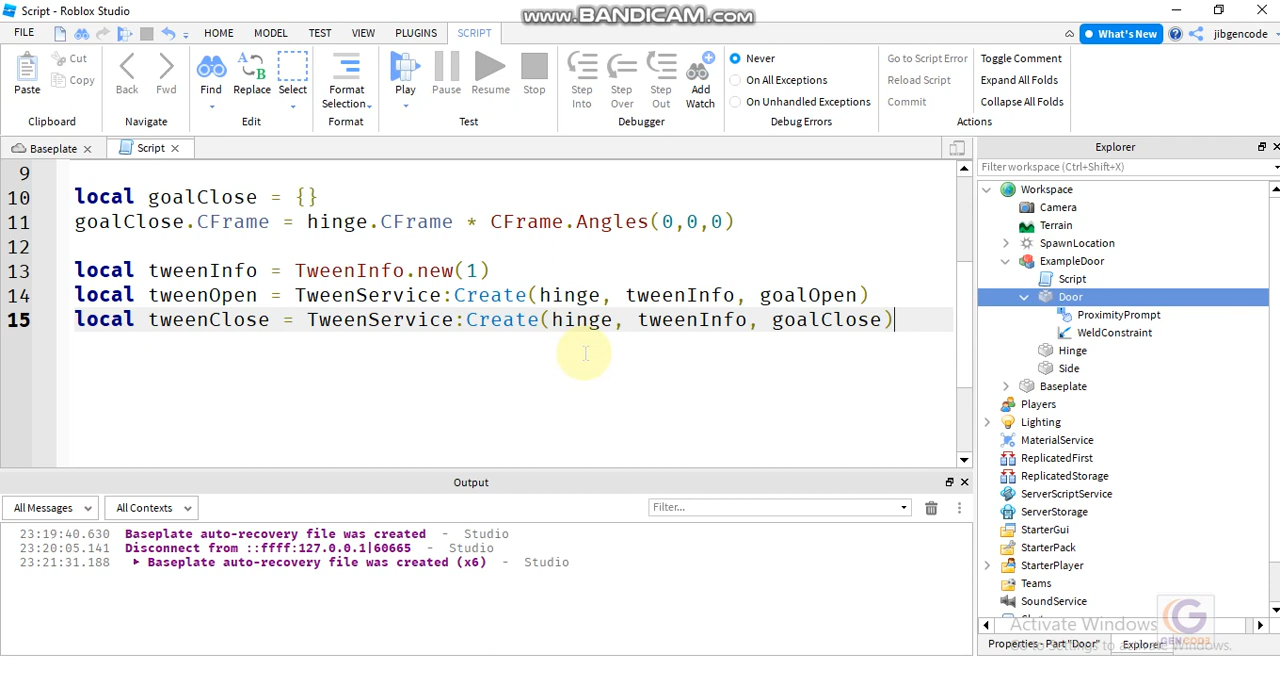 Script - Roblox Studio
www.BANDICAM.com
FILE HOME MODEL TEST VIEW PLUGINS SCRIPT What's New jibgencode
Paste Cut Copy Back Fwd Find Replace Select Format Selection Play Pause Resume Stop Step Into Step Over Step Out Add Watch
Never
On All Exceptions
On Unhandled Exceptions
Go to Script Error
Reload Script
Commit
Toggle Comment
Expand All Folds
Collapse All Folds
Clipboard Navigate Edit Format Test Debugger Debug Errors Actions
Baseplate Script
9
10 local goalClose = {}
11 goalClose.CFrame = hinge.CFrame * CFrame.Angles(0,0,0)
12
13 local tweenInfo = TweenInfo.new(1)
14 local tweenOpen = TweenService:Create(hinge, tweenInfo, goalOpen)
15 local tweenClose = TweenService:Create(hinge, tweenInfo, goalClose)
Output
All Messages All Contexts Filter...
23:19:40.630 Baseplate auto-recovery file was created - Studio
23:20:05.141 Disconnect from ::ffff:127.0.0.1|60665 - Studio
23:21:31.188 Baseplate auto-recovery file was created (x6) - Studio
Explorer
Filter workspace (Ctrl+Shift+X)
Workspace
Camera
Terrain
SpawnLocation
ExampleDoor
Script
Door
ProximityPrompt
WeldConstraint
Hinge
Side
Baseplate
Players
Lighting
MaterialService
ReplicatedFirst
ReplicatedStorage
ServerScriptService
ServerStorage
StarterGui
StarterPack
StarterPlayer
Teams
SoundService
Activate Windows
Go to Settings to activate Windows.
GENCODE
Properties - Part "Door" Explorer